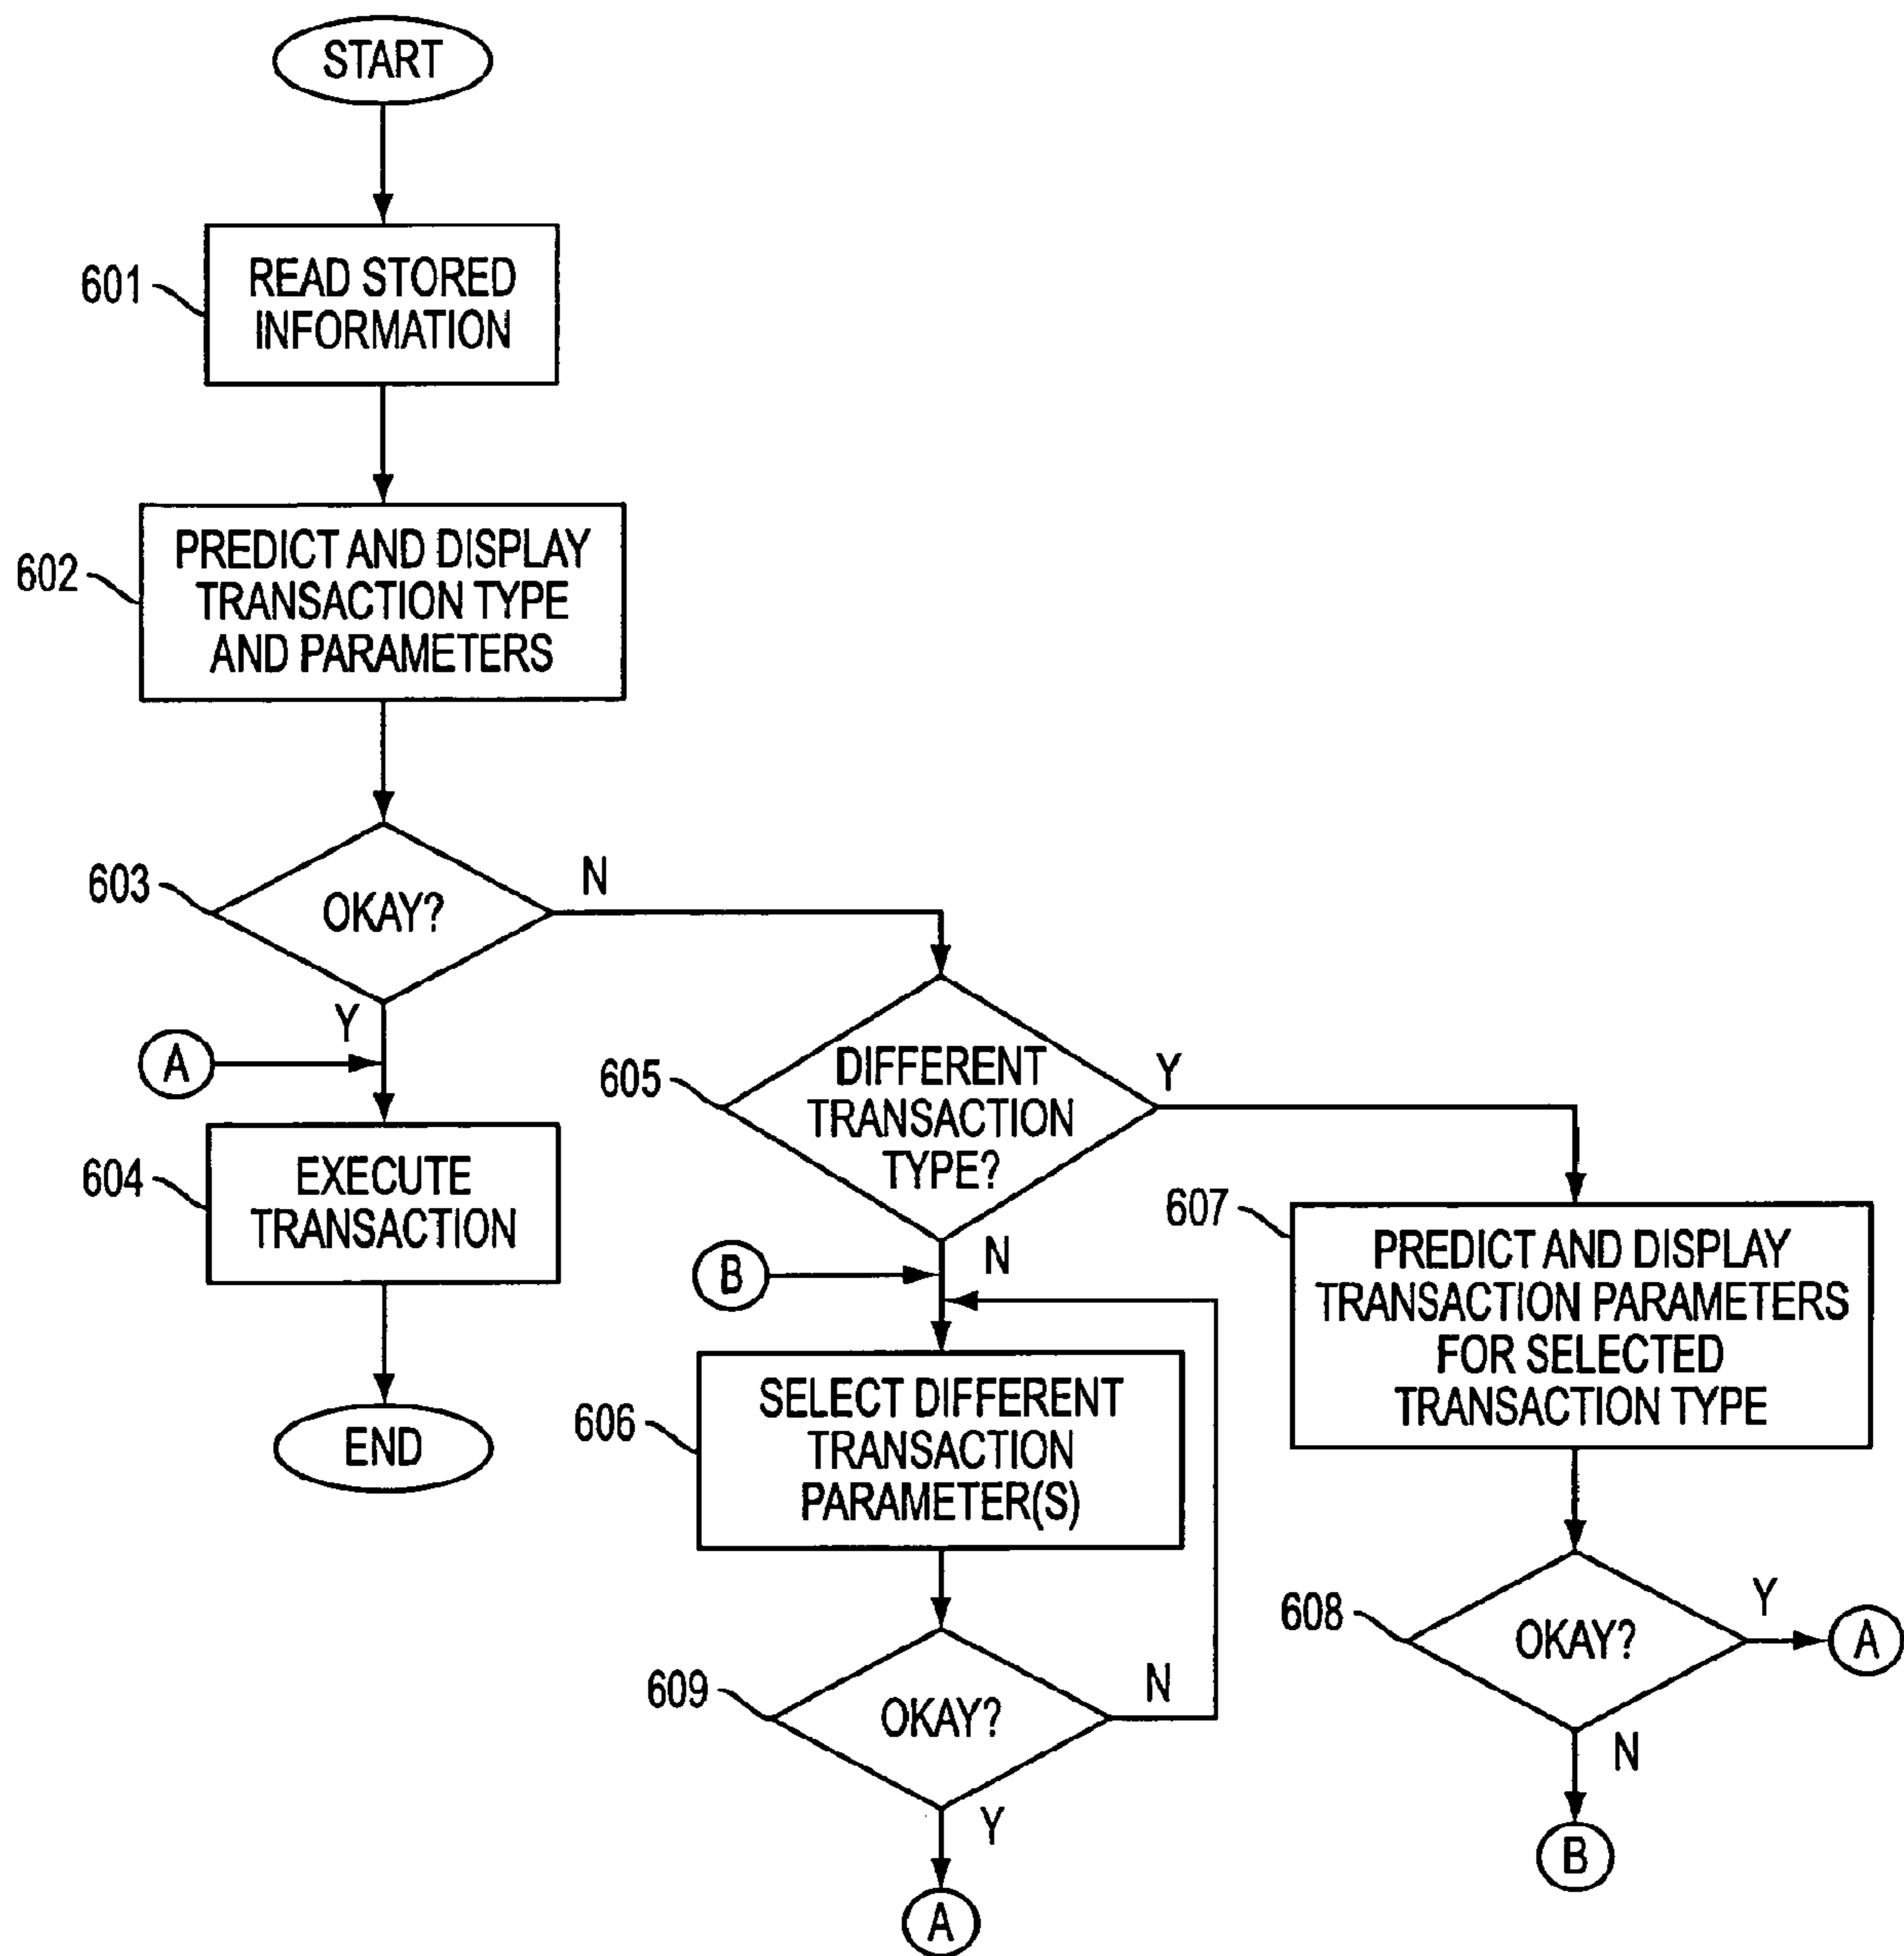 START
601
READ STORED
INFORMATION
602
PREDICT AND DISPLAY
TRANSACTION TYPE
AND PARAMETERS
603
OKAY?
N
Y
A
604
EXECUTE
TRANSACTION
END
605
DIFFERENT
TRANSACTION
TYPE?
Y
N
B
606
SELECT DIFFERENT
TRANSACTION
PARAMETER(S)
609
OKAY?
N
Y
A
607
PREDICT AND DISPLAY
TRANSACTION PARAMETERS
FOR SELECTED
TRANSACTION TYPE
608
OKAY?
Y
A
N
B